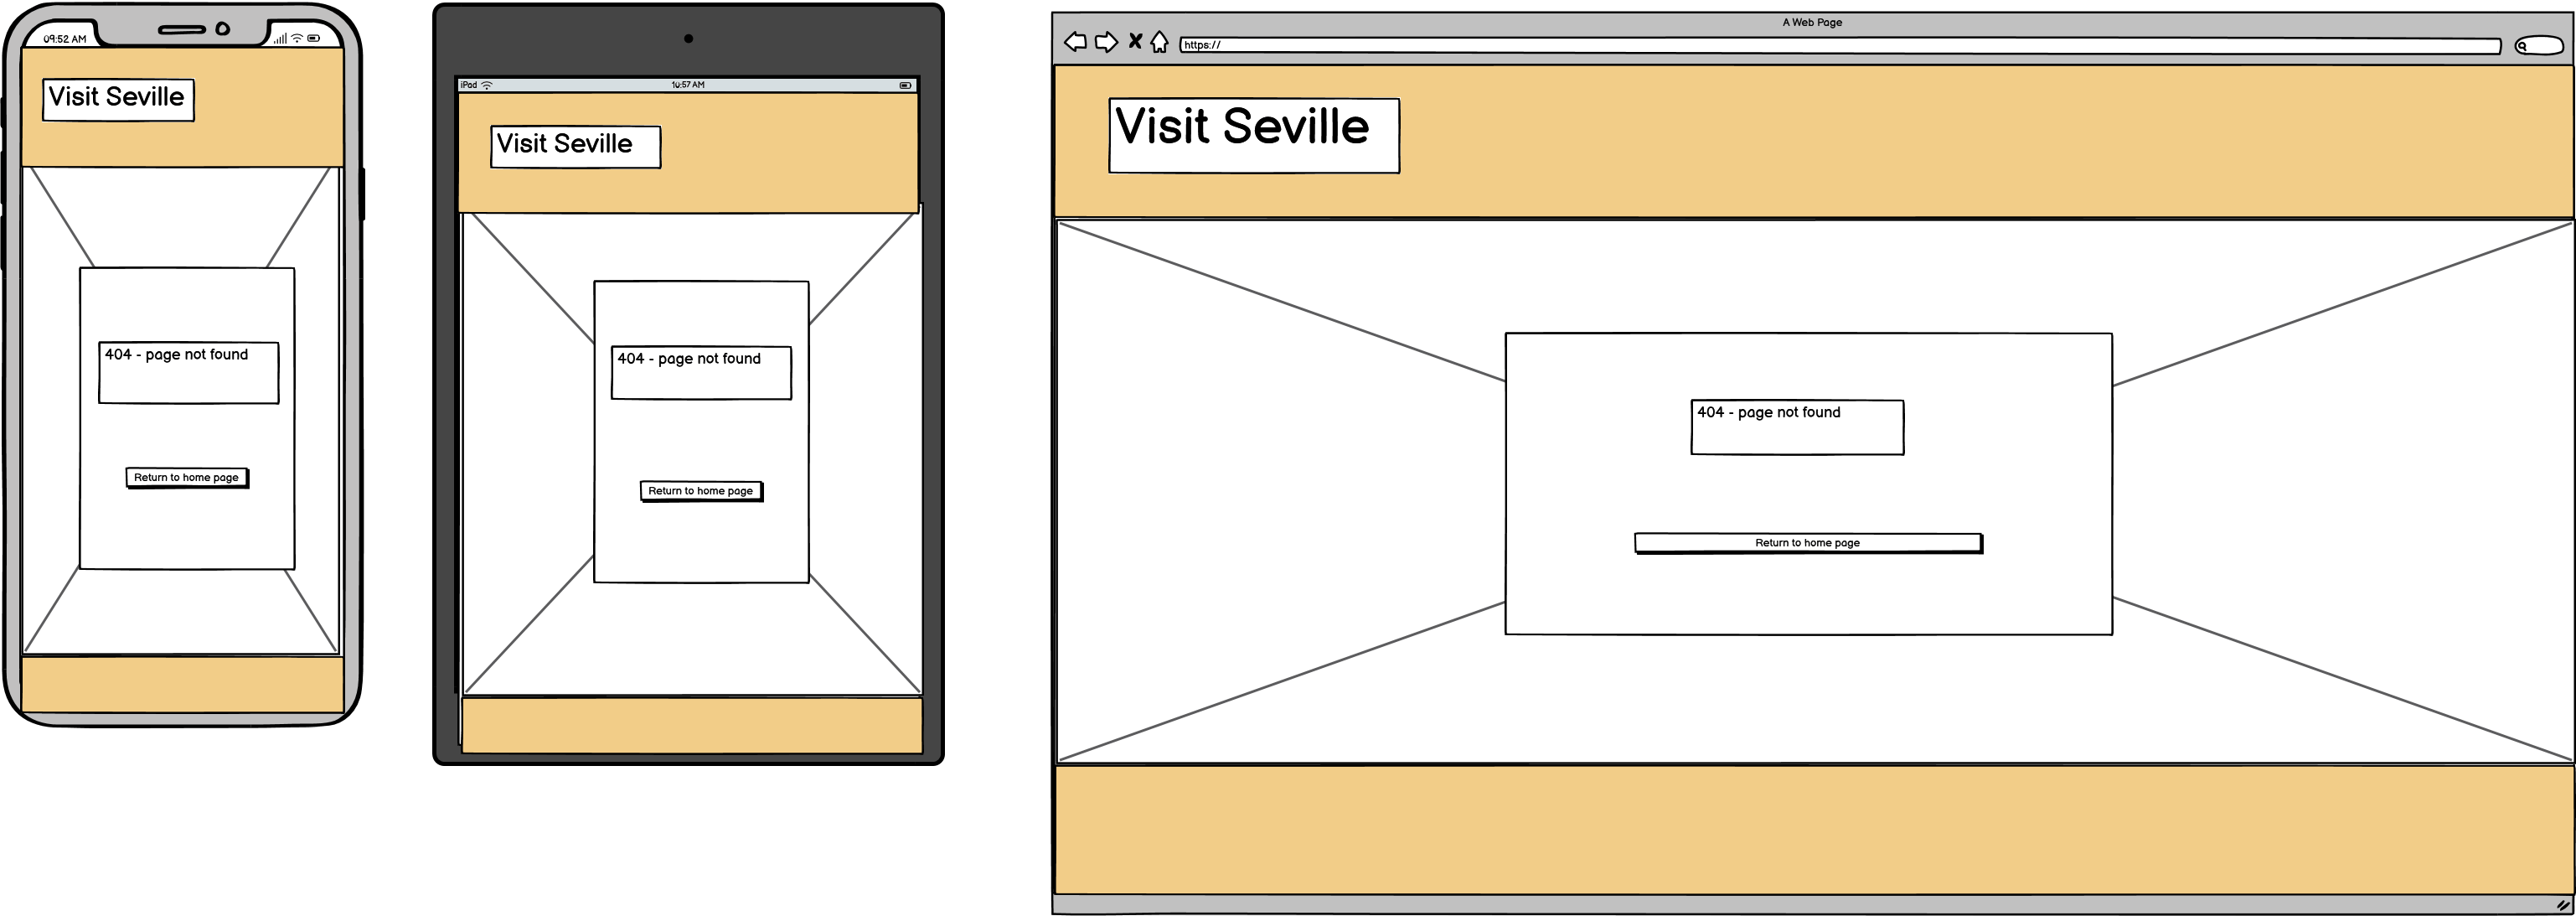 09:52 AM
Visit Seville
404 - page not found
Return to home page
iPad
10:57 AM
Visit Seville
404 - page not found
Return to home page
A Web Page
https://
Visit Seville
404 - page not found
Return to home page